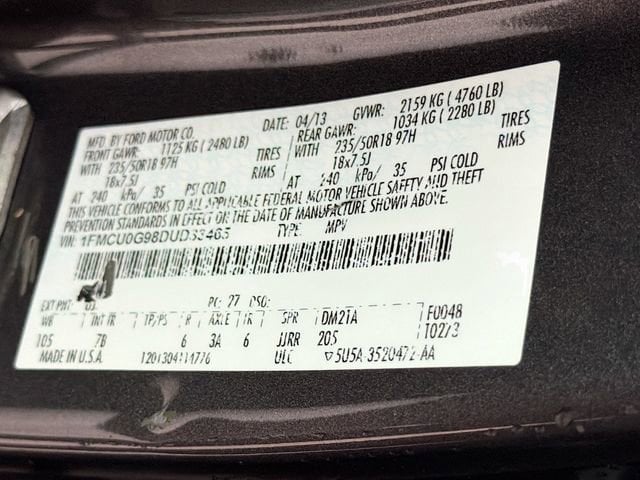 MFD. BY FORD MOTOR CO.
DATE: 04/13 GVWR: 2159 KG ( 4760 LB)
FRONT GAWR: 1125 KG ( 2480 LB) REAR GAWR: 1034 KG ( 2280 LB)
WITH 235/50R18 97H TIRES WITH 235/50R18 97H TIRES
18x7.5J RIMS 18x7.5J RIMS
AT 240 kPa/ 35 PSI COLD AT 240 kPa/ 35 PSI COLD
THIS VEHICLE CONFORMS TO ALL APPLICABLE FEDERAL MOTOR VEHICLE SAFETY AND THEFT
PREVENTION STANDARDS IN EFFECT ON THE DATE OF MANUFACTURE SHOWN ABOVE.
VIN: TYPE: MPV
EXT PNT: RC: 27 DSO:
WB INT TR TP/PS R AXLE TR SPR DM21A F0048
105 7B 6 3A 6 JJRR 205 T0273
MADE IN U.S.A. ULC ▽5U5A-3520472-AA